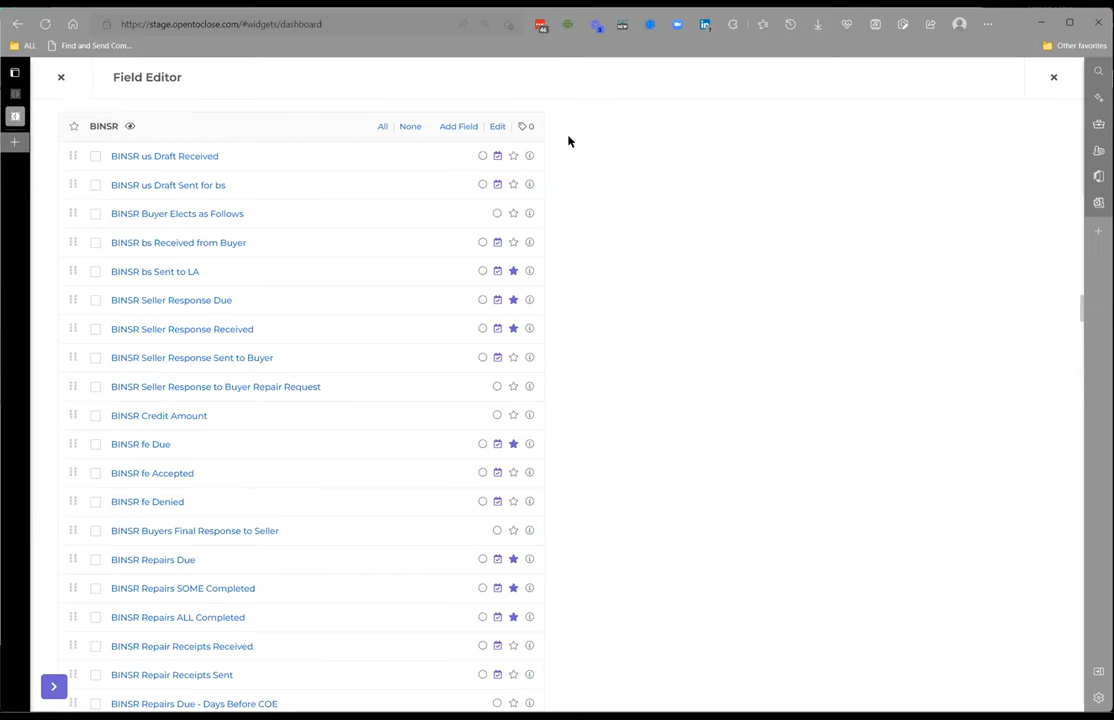 https://stage.opentoclose.com/#widgets/dashboard
ALL
Find and Send Com...
Other favorites
Field Editor
BINSR
All | None
Add Field | Edit
0
BINSR us Draft Received
BINSR us Draft Sent for bs
BINSR Buyer Elects as Follows
BINSR bs Received from Buyer
BINSR bs Sent to LA
BINSR Seller Response Due
BINSR Seller Response Received
BINSR Seller Response Sent to Buyer
BINSR Seller Response to Buyer Repair Request
BINSR Credit Amount
BINSR fe Due
BINSR fe Accepted
BINSR fe Denied
BINSR Buyers Final Response to Seller
BINSR Repairs Due
BINSR Repairs SOME Completed
BINSR Repairs ALL Completed
BINSR Repair Receipts Received
BINSR Repair Receipts Sent
BINSR Repairs Due - Days Before COE